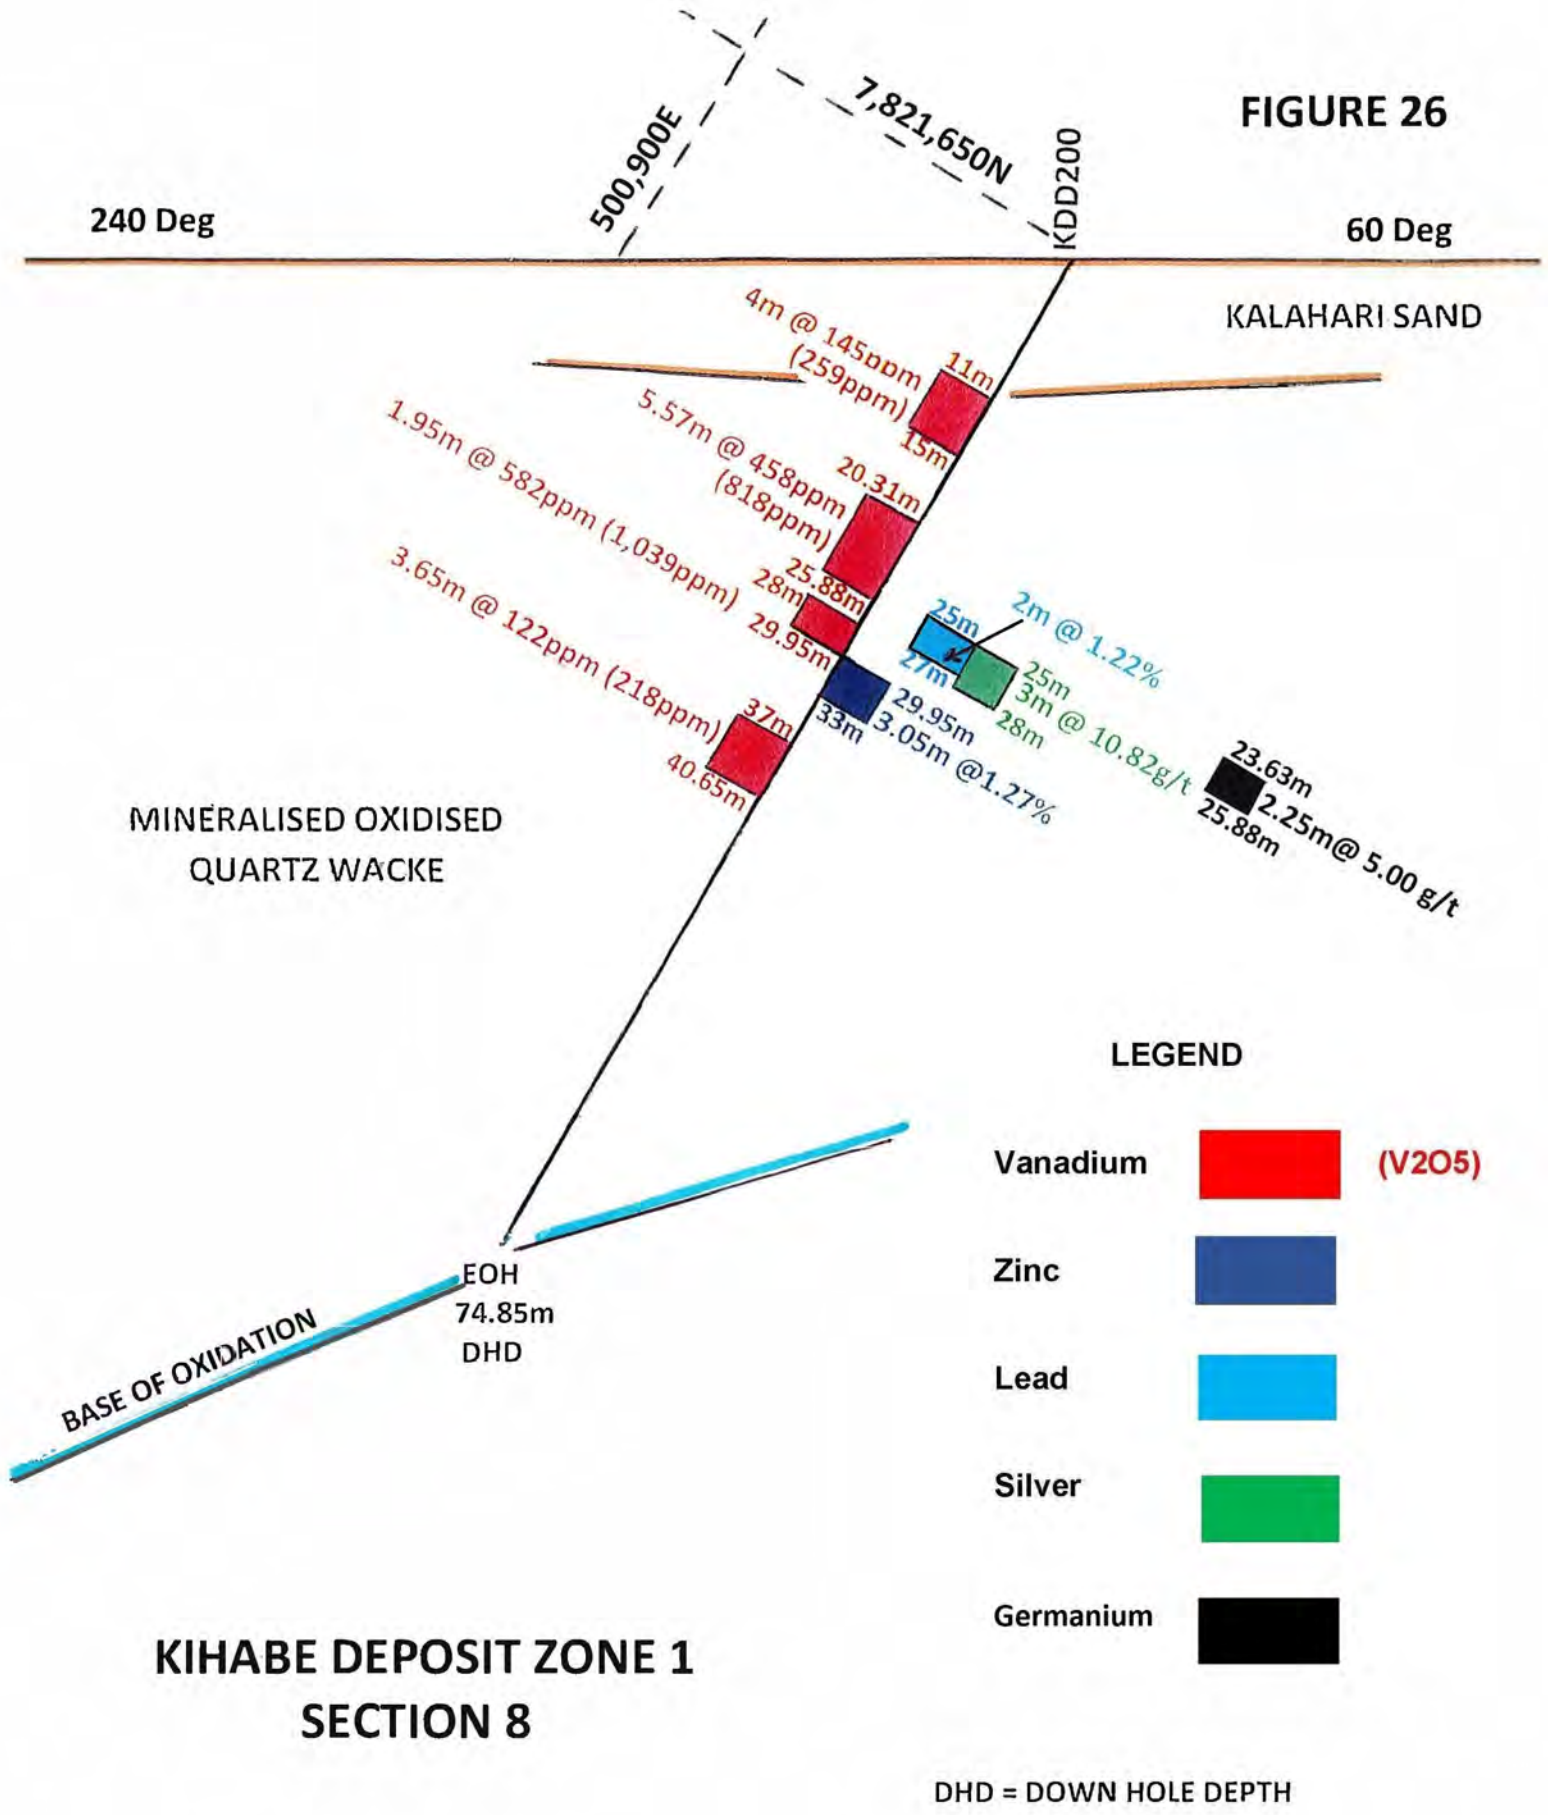 FIGURE 26
7,821,650N
500,900E
KDD200
240 Deg
60 Deg
KALAHARI SAND
4m @ 145ppm
(259ppm)
11m
15m
5.57m @ 458ppm
(818ppm)
20.31m
25.88m
1.95m @ 582ppm (1,039ppm)
28m
29.95m
3.65m @ 122ppm (218ppm)
37m
40.65m
25m
27m
2m @ 1.22%
25m
3m @ 10.82g/t
28m
29.95m
3.05m @1.27%
33m
23.63m
2.25m@ 5.00 g/t
25.88m
MINERALISED OXIDISED
QUARTZ WACKE
EOH
74.85m
DHD
BASE OF OXIDATION
LEGEND
Vanadium (V2O5)
Zinc
Lead
Silver
Germanium
KIHABE DEPOSIT ZONE 1
SECTION 8
DHD = DOWN HOLE DEPTH